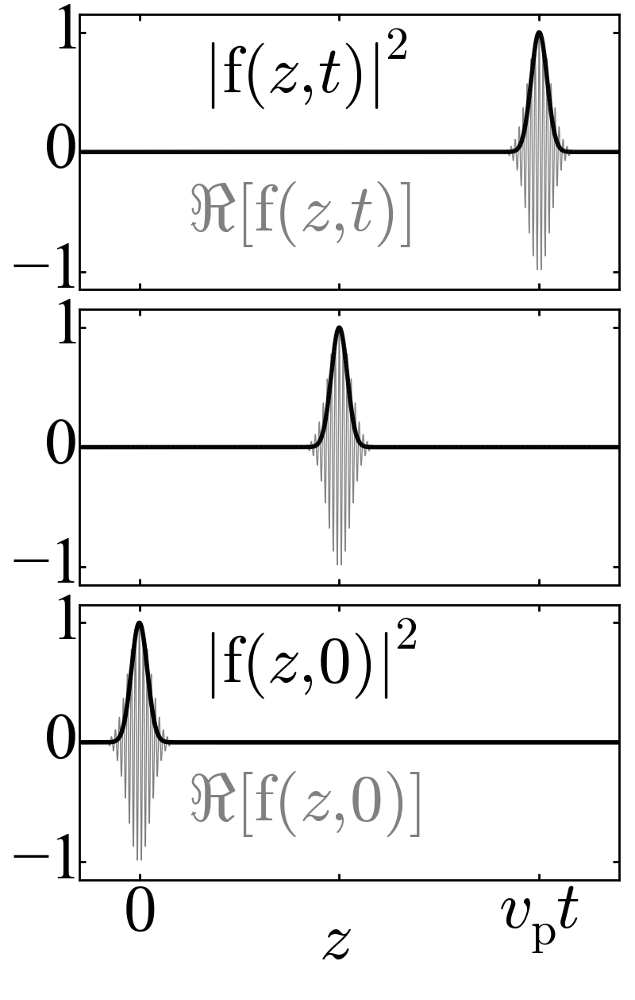 1
|f(z,t)|²
0
ℜ[f(z,t)]
−1
1
0
−1
1
|f(z,0)|²
0
ℜ[f(z,0)]
−1
0 vₚt
z